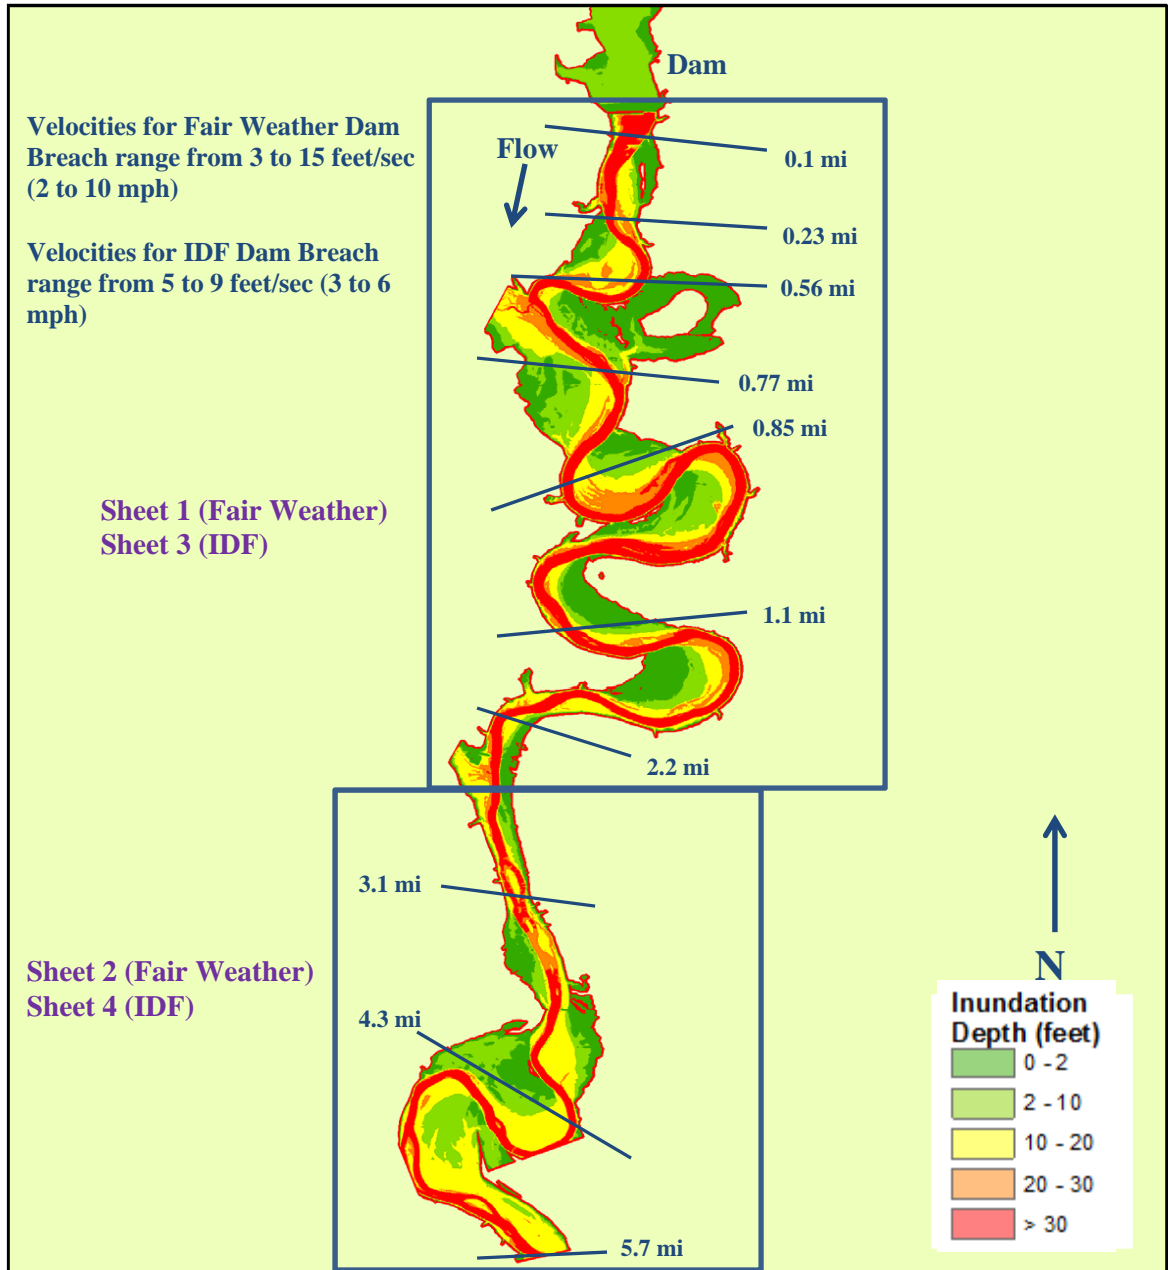 Dam
Velocities for Fair Weather Dam
Breach range from 3 to 15 feet/sec
(2 to 10 mph)
Flow
0.1 mi
0.23 mi
Velocities for IDF Dam Breach
range from 5 to 9 feet/sec (3 to 6
mph)
0.56 mi
0.77 mi
0.85 mi
Sheet 1 (Fair Weather)
Sheet 3 (IDF)
1.1 mi
2.2 mi
3.1 mi
Sheet 2 (Fair Weather)
Sheet 4 (IDF)
4.3 mi
5.7 mi
N
Inundation
Depth (feet)
0 - 2
2 - 10
10 - 20
20 - 30
> 30